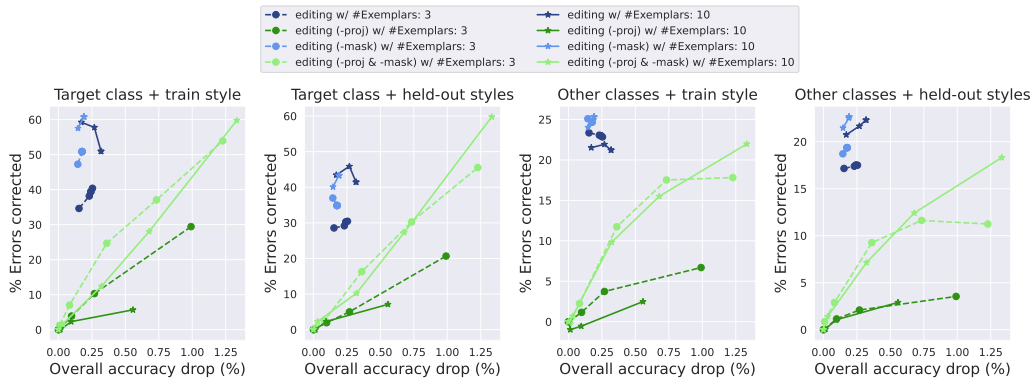 editing w/ #Exemplars: 3
editing (-proj) w/ #Exemplars: 3
editing (-mask) w/ #Exemplars: 3
editing (-proj & -mask) w/ #Exemplars: 3
editing w/ #Exemplars: 10
editing (-proj) w/ #Exemplars: 10
editing (-mask) w/ #Exemplars: 10
editing (-proj & -mask) w/ #Exemplars: 10
Target class + train style
% Errors corrected
60
50
40
30
20
10
0
0.00 0.25 0.50 0.75 1.00 1.25
Overall accuracy drop (%)
Target class + held-out styles
% Errors corrected
60
50
40
30
20
10
0
0.00 0.25 0.50 0.75 1.00 1.25
Overall accuracy drop (%)
Other classes + train style
% Errors corrected
25
20
15
10
5
0
0.00 0.25 0.50 0.75 1.00 1.25
Overall accuracy drop (%)
Other classes + held-out styles
% Errors corrected
20
15
10
5
0
0.00 0.25 0.50 0.75 1.00 1.25
Overall accuracy drop (%)